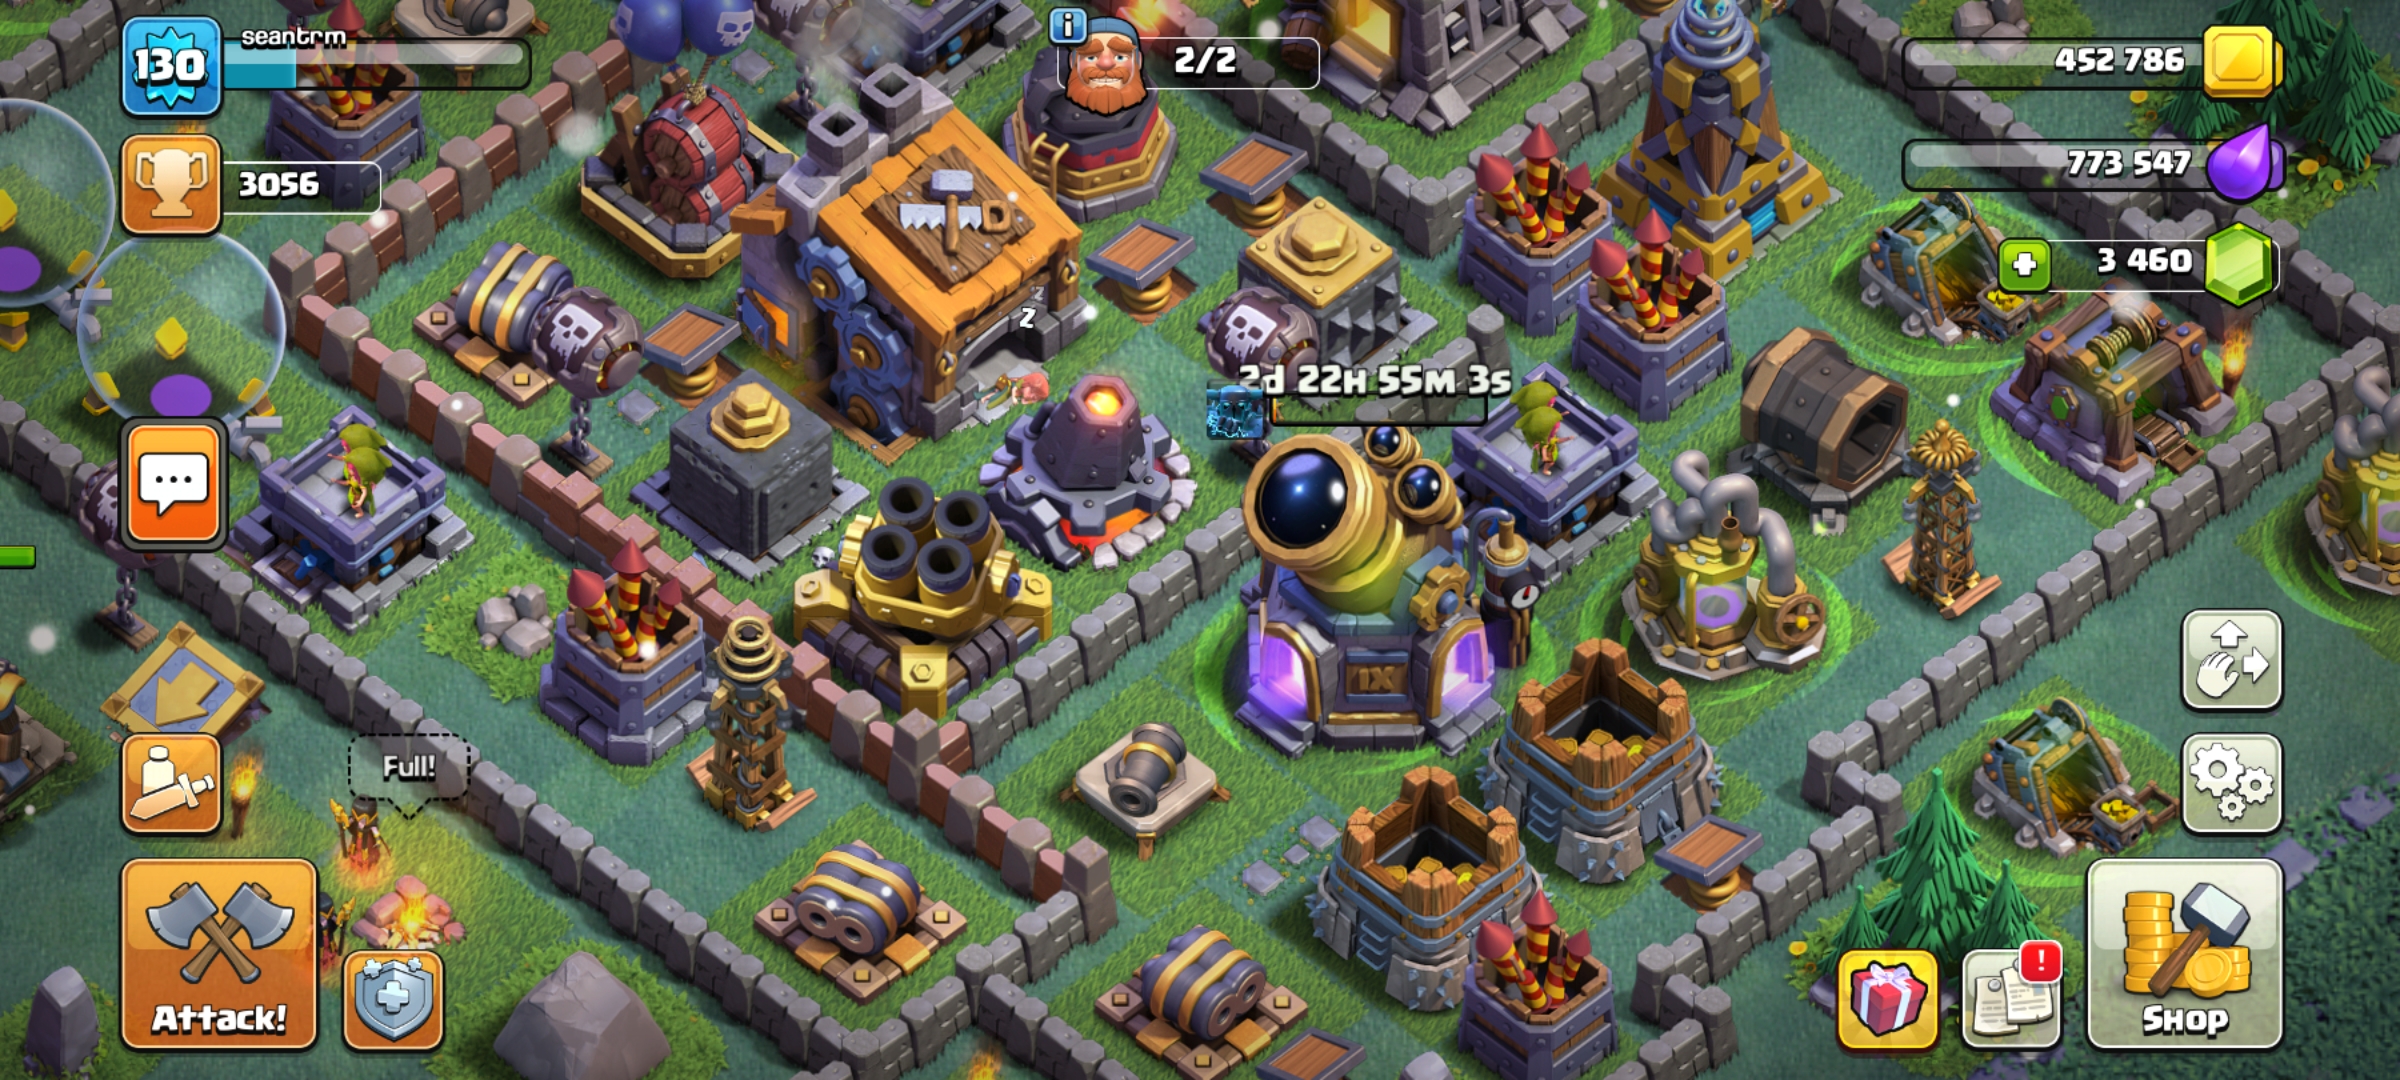 130
seantrm
i
2/2
452 786
3056
773 547
3 460
z
z
2d 22H 55M 3s
IX
Full!
Attack!
!
Shop